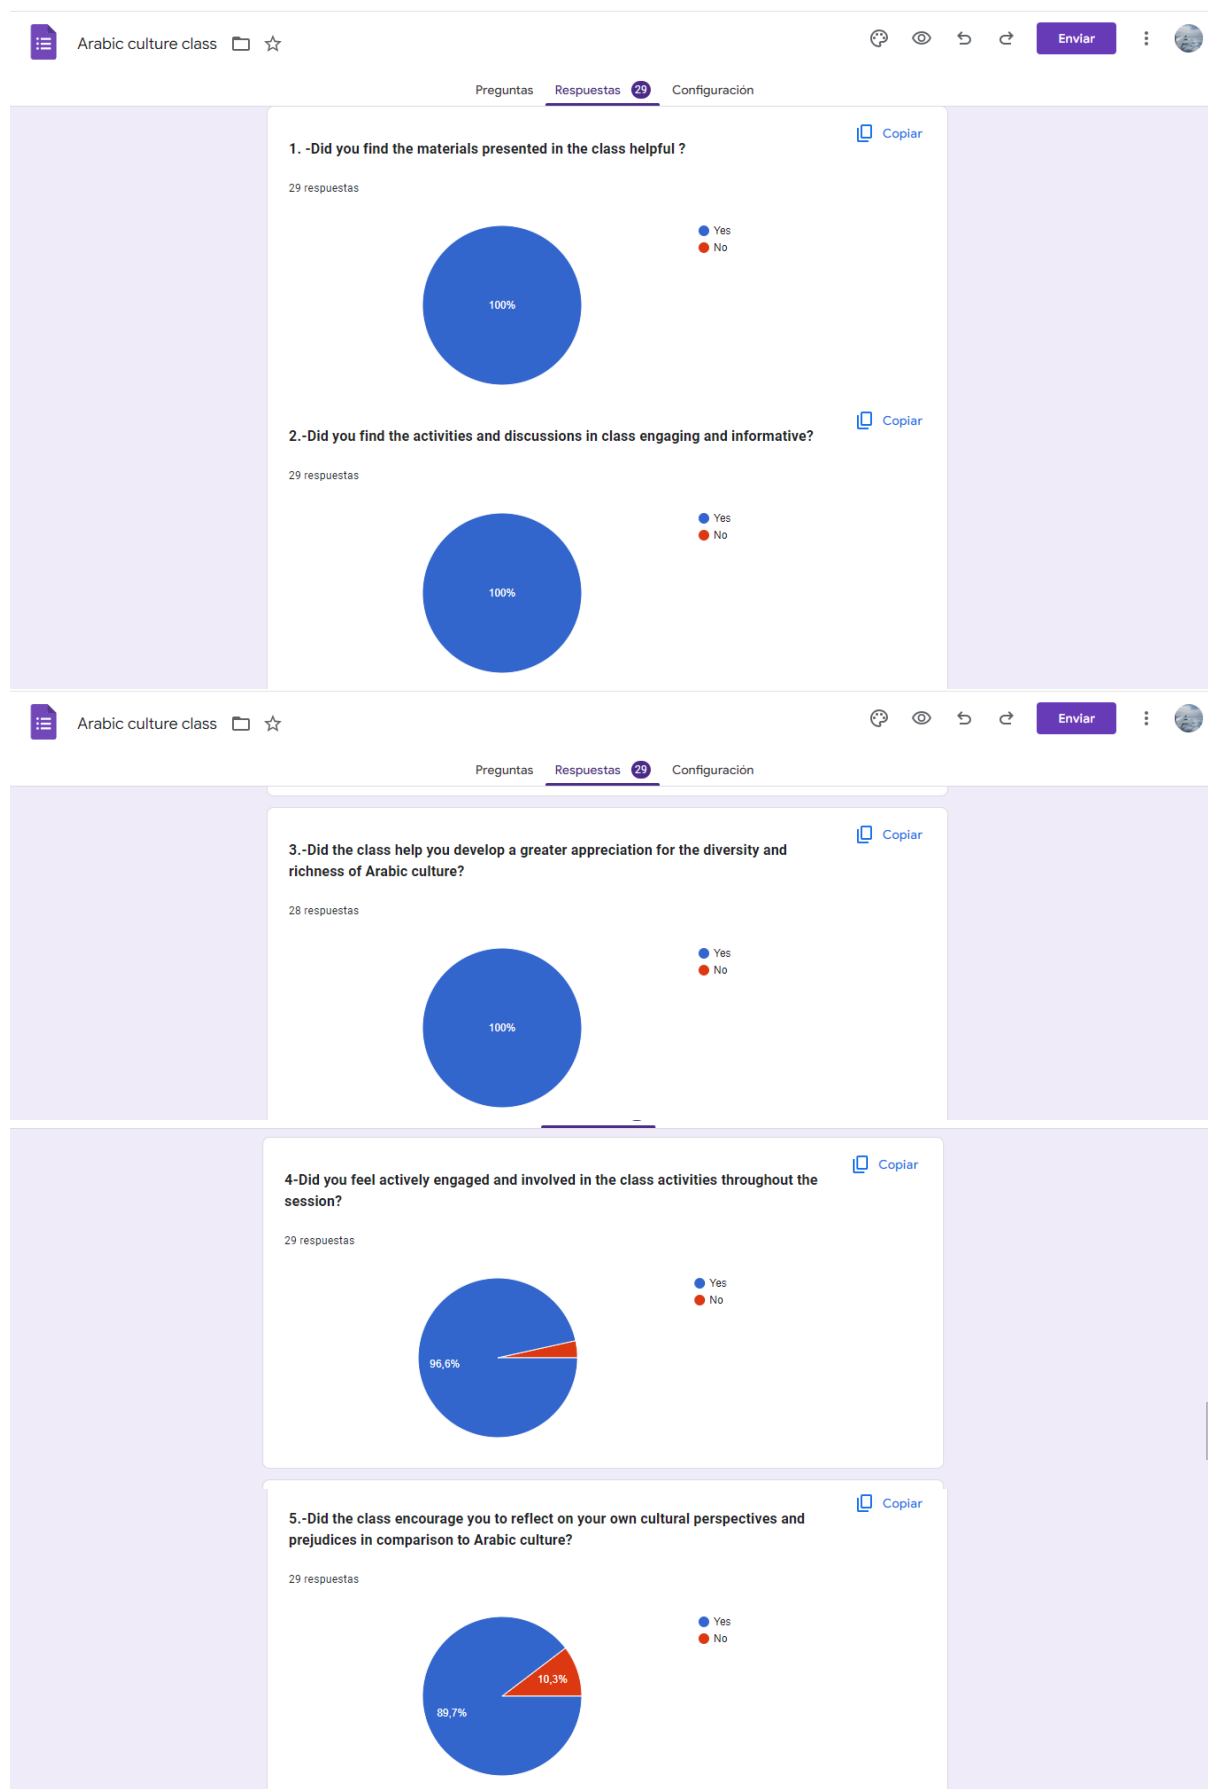 Arabic culture class
Enviar
Preguntas Respuestas 29 Configuración
Copiar
1. -Did you find the materials presented in the class helpful ?
29 respuestas
Yes
No
100%
Copiar
2.-Did you find the activities and discussions in class engaging and informative?
29 respuestas
Yes
No
100%
Arabic culture class
Enviar
Preguntas Respuestas 29 Configuración
Copiar
3.-Did the class help you develop a greater appreciation for the diversity and
richness of Arabic culture?
28 respuestas
Yes
No
100%
Copiar
4-Did you feel actively engaged and involved in the class activities throughout the
session?
29 respuestas
Yes
No
96,6%
Copiar
5.-Did the class encourage you to reflect on your own cultural perspectives and
prejudices in comparison to Arabic culture?
29 respuestas
Yes
No
10,3%
89,7%